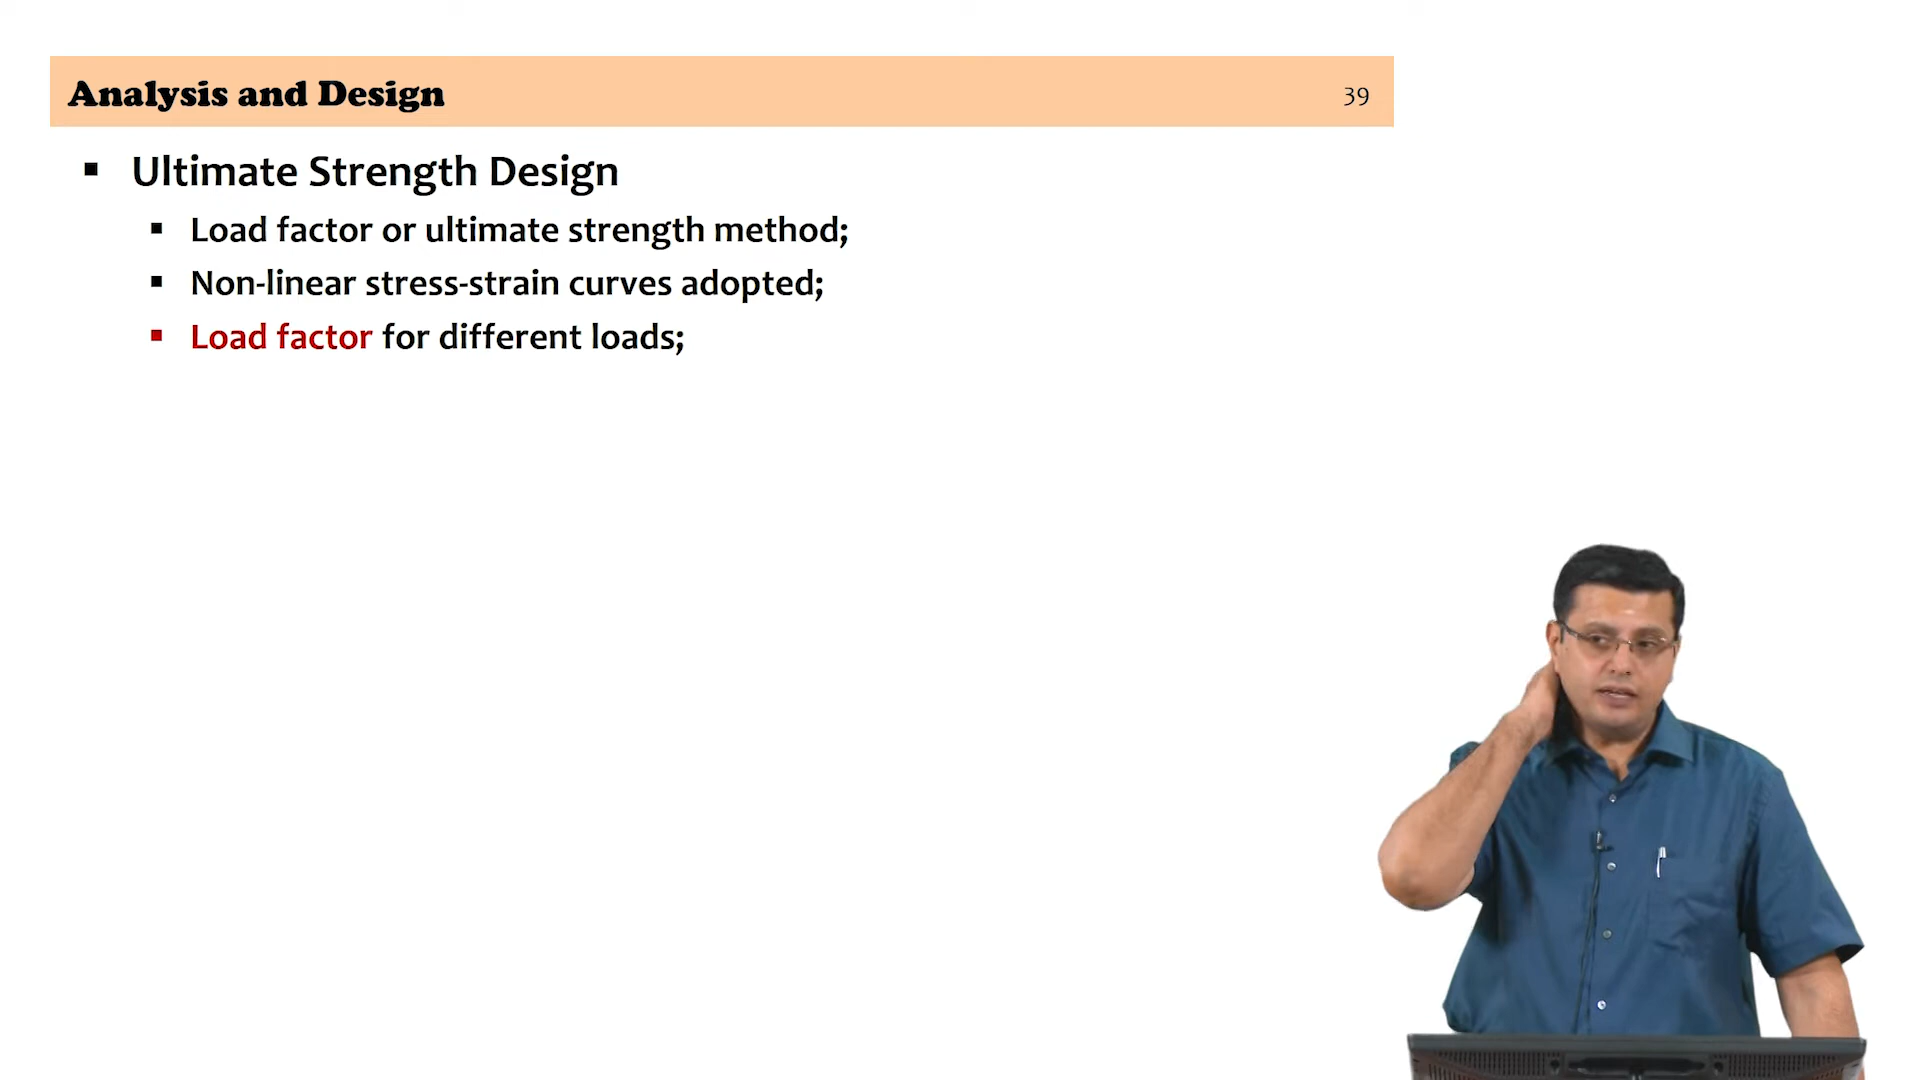 Analysis and Design
39
Ultimate Strength Design
Load factor or ultimate strength method;
Non-linear stress-strain curves adopted;
Load factor for different loads;